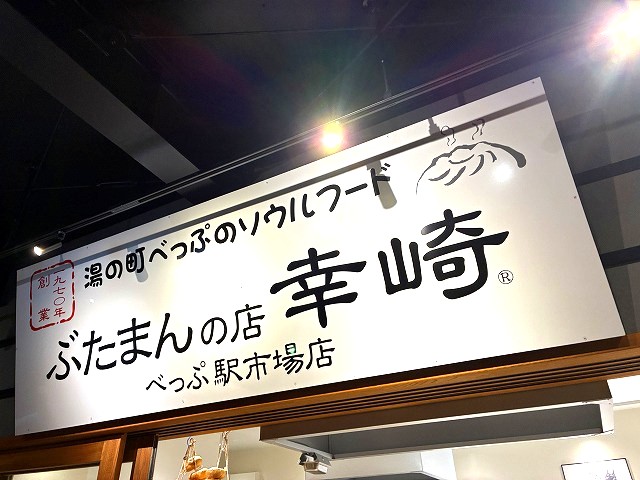 湯の町べっぷのソウルフード
一九七〇年
創業
ぶたまんの店 幸崎®
べっぷ駅市場店